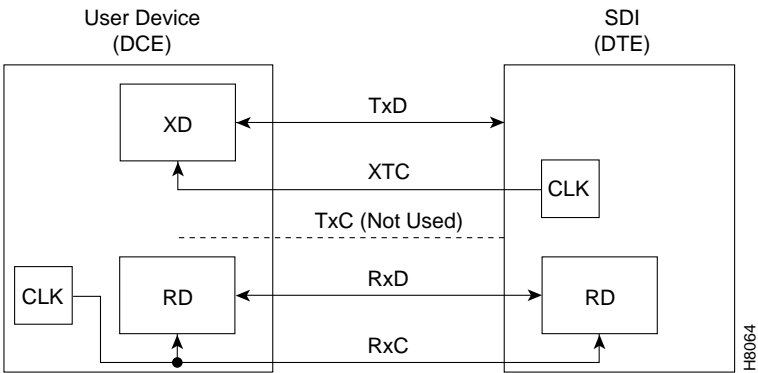 User Device
(DCE)
SDI
(DTE)
XD
TxD
XTC
CLK
TxC (Not Used)
CLK
RD
RxD
RD
RxC
H8064